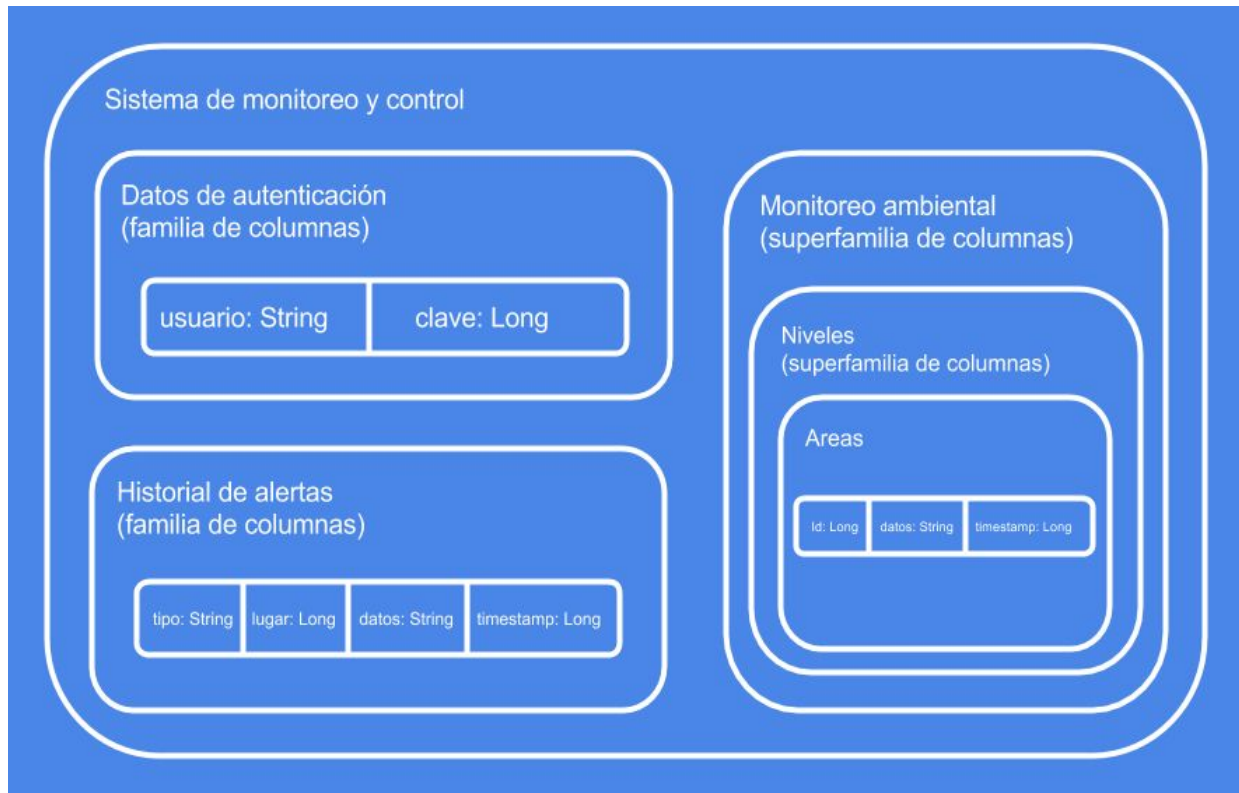 Sistema de monitoreo y control
Datos de autenticación
(familia de columnas)
usuario: String
clave: Long
Historial de alertas
(familia de columnas)
tipo: String
lugar: Long
datos: String
timestamp: Long
Monitoreo ambiental
(superfamilia de columnas)
Niveles
(superfamilia de columnas)
Areas
Id: Long
datos: String
timestamp: Long